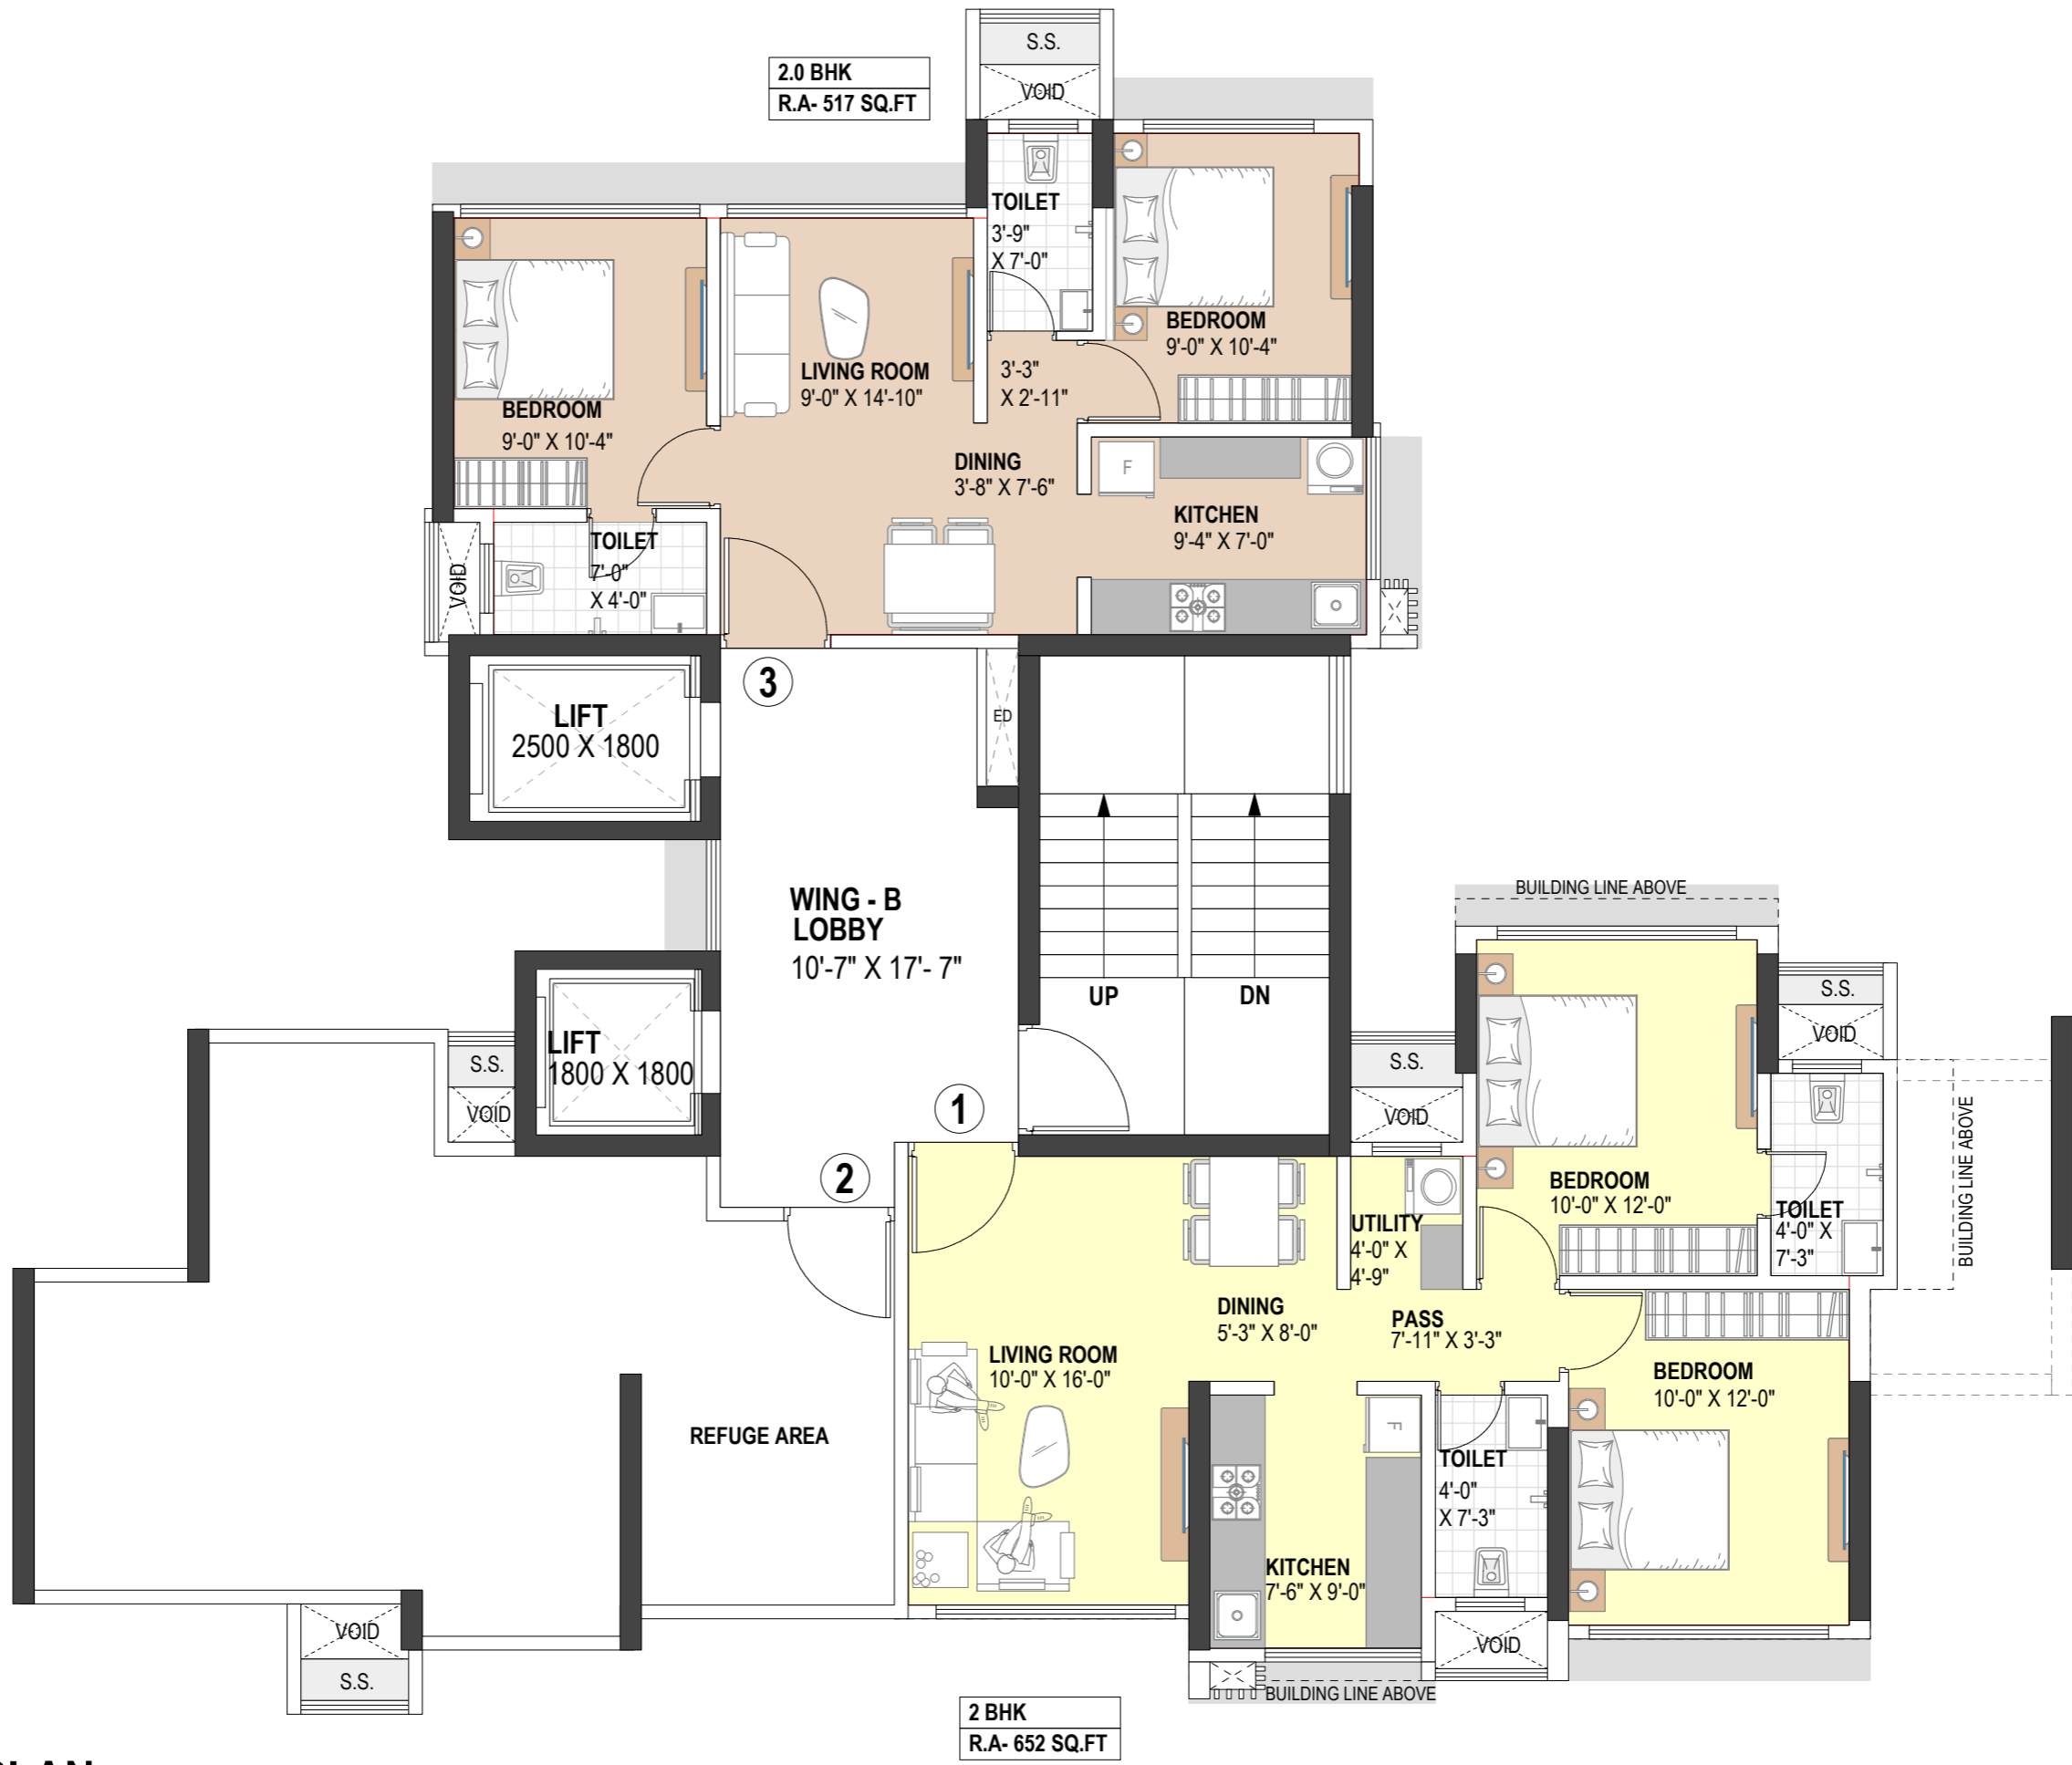 S.S.
VOID
2.0 BHK
R.A- 517 SQ.FT
TOILET
3'-9"
X 7'-0"
BEDROOM
9'-0" X 10'-4"
LIVING ROOM
9'-0" X 14'-10"
3'-3"
X 2'-11"
BEDROOM
9'-0" X 10'-4"
DINING
3'-8" X 7'-6"
F
KITCHEN
9'-4" X 7'-0"
TOILET
7'-0"
X 4'-0"
VOID
3
LIFT
2500 X 1800
ED
WING - B
LOBBY
10'-7" X 17'- 7"
UP
DN
BUILDING LINE ABOVE
S.S.
VOID
LIFT
1800 X 1800
S.S.
VOID
S.S.
VOID
1
2
BUILDING LINE ABOVE
BEDROOM
10'-0" X 12'-0"
TOILET
4'-0" X
7'-3"
UTILITY
4'-0" X
4'-9"
DINING
5'-3" X 8'-0"
PASS
7'-11" X 3'-3"
LIVING ROOM
10'-0" X 16'-0"
BEDROOM
10'-0" X 12'-0"
REFUGE AREA
F
TOILET
4'-0"
X 7'-3"
KITCHEN
7'-6" X 9'-0"
VOID
S.S.
VOID
BUILDING LINE ABOVE
2 BHK
R.A- 652 SQ.FT